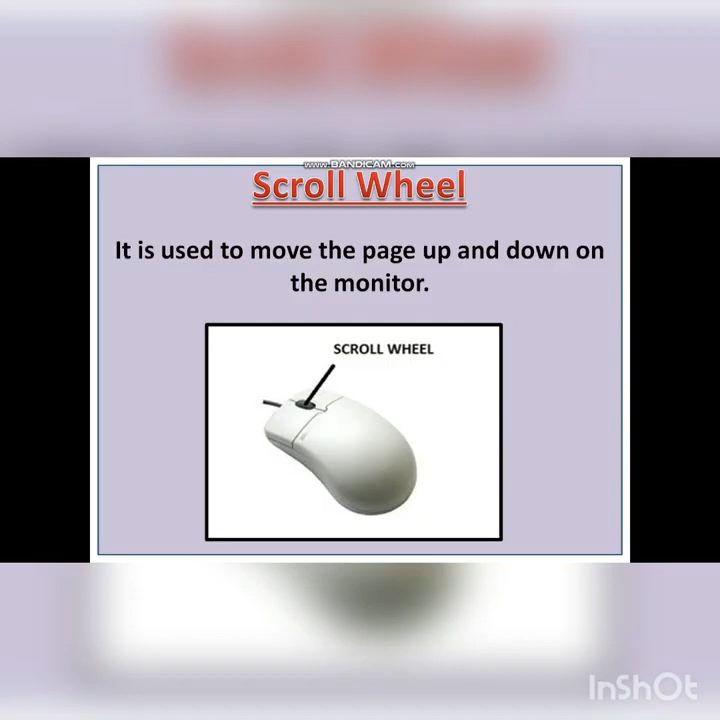 www.BANDICAM.com
Scroll Wheel
It is used to move the page up and down on
the monitor.
SCROLL WHEEL
InShOt